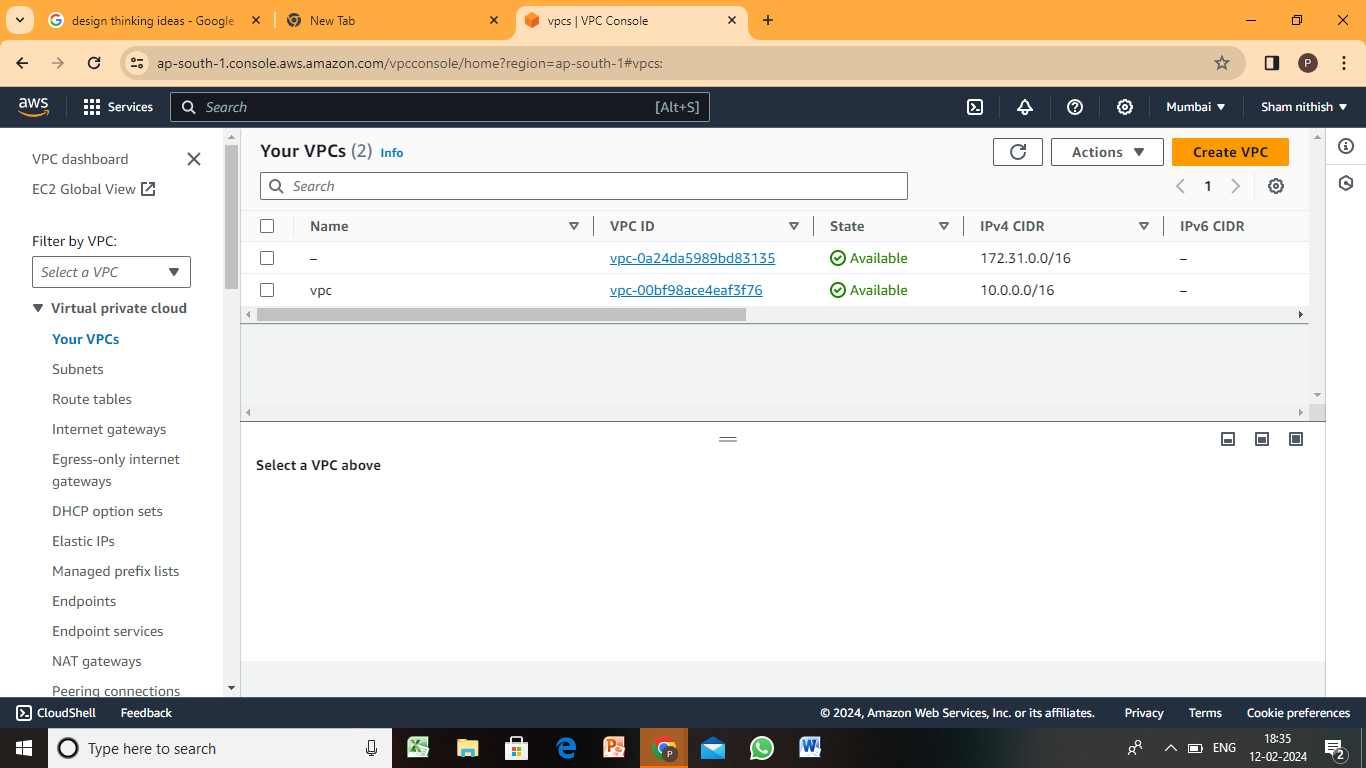 design thinking ideas - Google
New Tab
vpcs | VPC Console
ap-south-1.console.aws.amazon.com/vpcconsole/home?region=ap-south-1#vpcs:
P
aws
Services
Search
[Alt+S]
Mumbai
Sham nithish
VPC dashboard
EC2 Global View
Filter by VPC:
Select a VPC
Virtual private cloud
Your VPCs
Subnets
Route tables
Internet gateways
Egress-only internet
gateways
DHCP option sets
Elastic IPs
Managed prefix lists
Endpoints
Endpoint services
NAT gateways
Peering connections
Your VPCs (2) Info
Actions
Create VPC
Search
1
Name VPC ID State IPv4 CIDR IPv6 CIDR
– vpc-0a24da5989bd83135 Available 172.31.0.0/16 –
vpc vpc-00bf98ace4eaf3f76 Available 10.0.0.0/16 –
Select a VPC above
CloudShell Feedback
© 2024, Amazon Web Services, Inc. or its affiliates. Privacy Terms Cookie preferences
Type here to search
P
ENG
18:35
12-02-2024
2